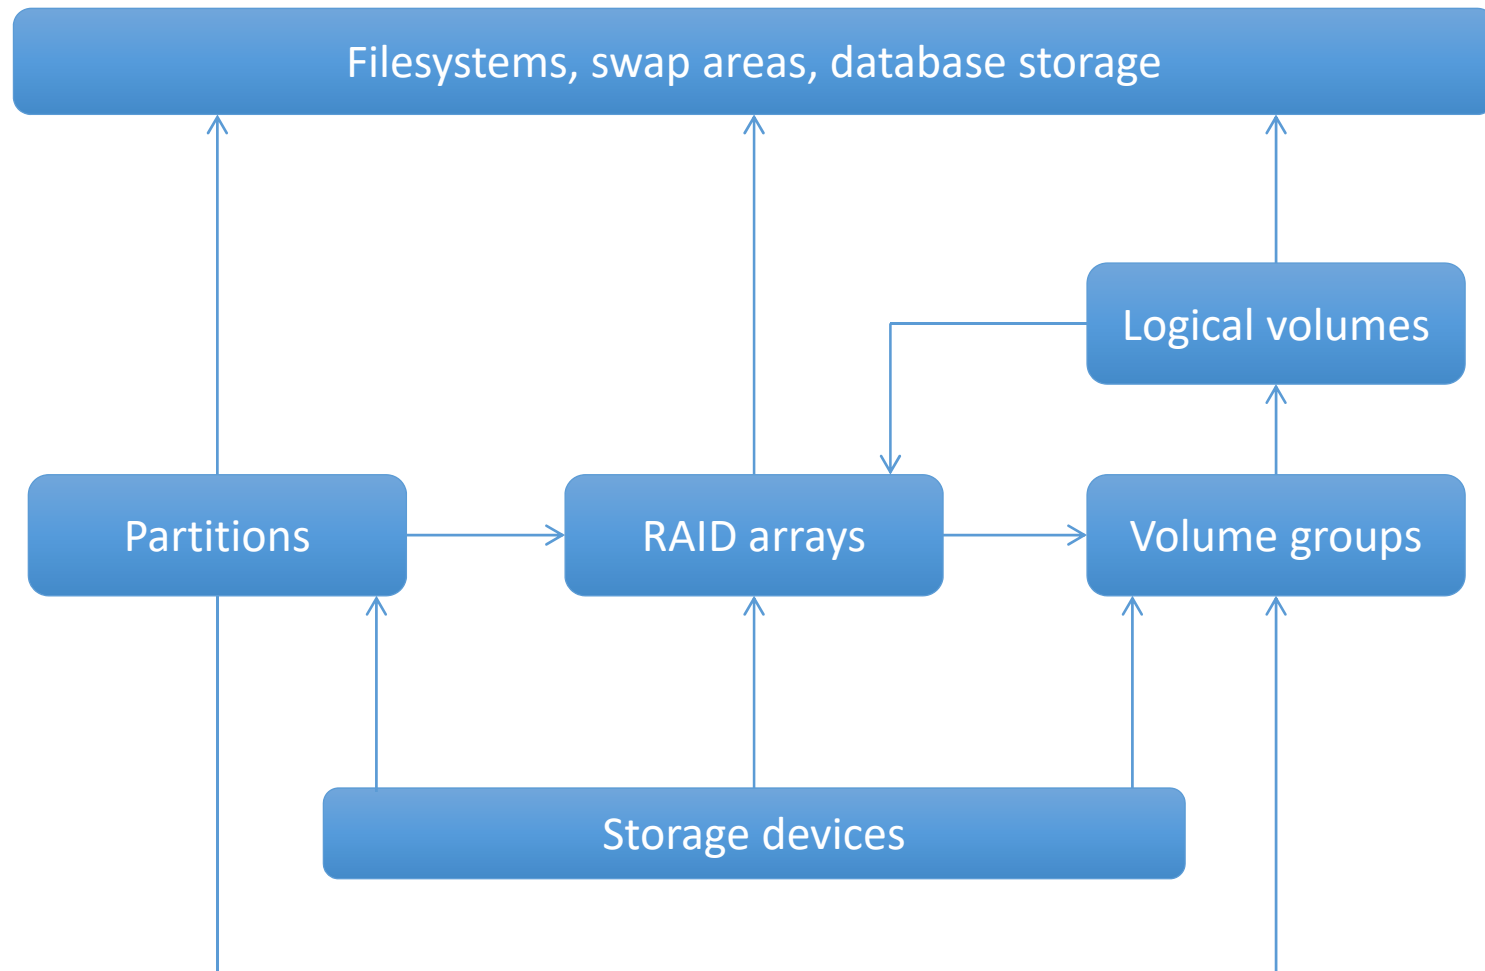 Filesystems, swap areas, database storage
Logical volumes
Partitions
RAID arrays
Volume groups
Storage devices